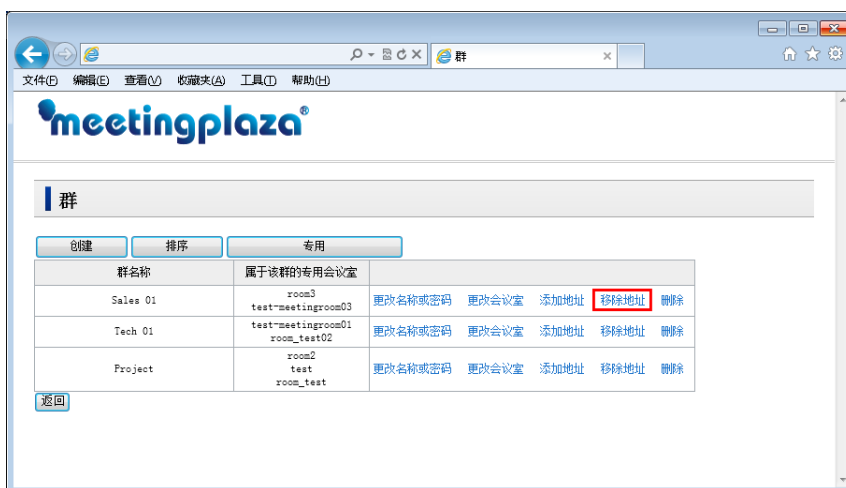 群
文件(F) 编辑(E) 查看(V) 收藏夹(A) 工具(T) 帮助(H)
meetingplaza®
群
创建 排序 专用
群名称 属于该群的专用会议室
Sales 01 room3 更改名称或密码 更改会议室 添加地址 移除地址 删除
test-meetingroom03
Tech 01 test-meetingroom01 更改名称或密码 更改会议室 添加地址 移除地址 删除
room_test02
room2
Project test 更改名称或密码 更改会议室 添加地址 移除地址 删除
room_test
返回